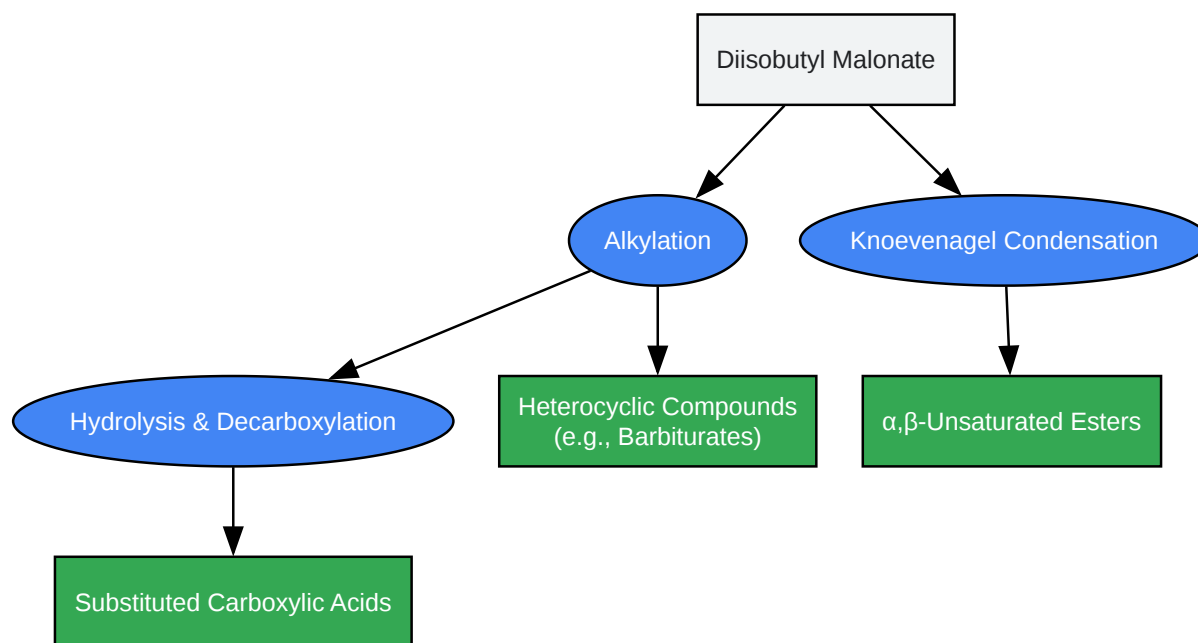 Diisobutyl Malonate
Alkylation
Knoevenagel Condensation
Hydrolysis & Decarboxylation
Heterocyclic Compounds
(e.g., Barbiturates)
α,β-Unsaturated Esters
Substituted Carboxylic Acids